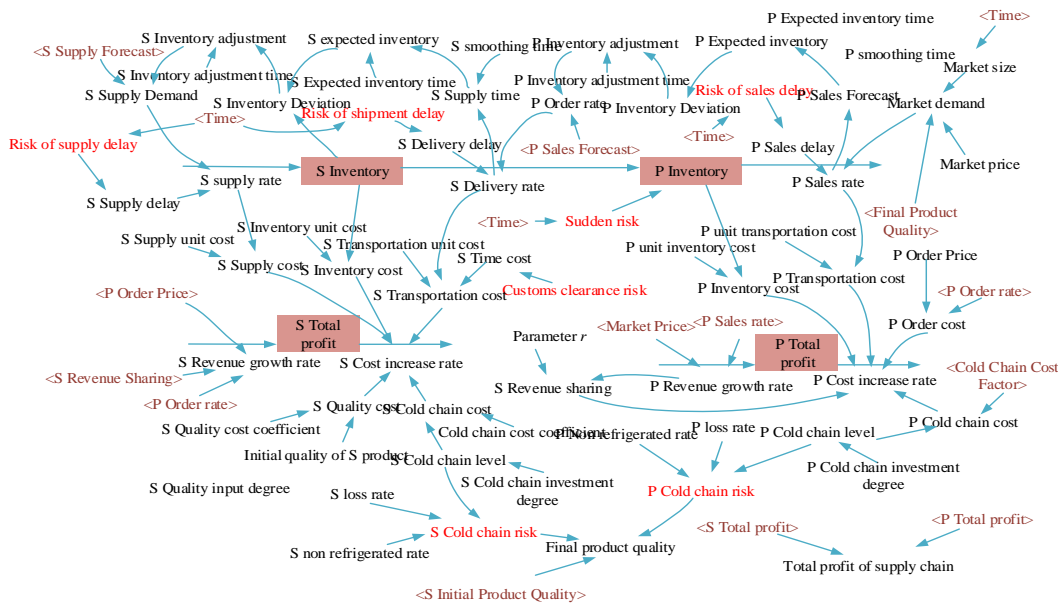 P Expected inventory time
<Time>
S Inventory adjustment
S expected inventory
S smoothing time
P Inventory adjustment
P Expected inventory
<S Supply Forecast>
P smoothing time
Market size
S Inventory adjustment time
S Expected inventory time
P Inventory adjustment time
S Supply Demand
S Inventory Deviation
S Supply time
P Order rate
P Inventory Deviation
Risk of sales delay
P Sales Forecast
Market demand
<Time>
Risk of shipment delay
<Time>
Risk of supply delay
S Delivery delay
<P Sales Forecast>
P Sales delay
Market price
S supply rate
S Inventory
S Delivery rate
P Inventory
P Sales rate
S Supply delay
<Time>
Sudden risk
<Final Product
Quality>
S Supply unit cost
S Inventory unit cost
S Transportation unit cost
P unit inventory cost
P unit transportation cost
P Order Price
S Supply cost
S Inventory cost
S Time cost
P Transportation cost
<P Order Price>
S Transportation cost
Customs clearance risk
P Inventory cost
<P Order rate>
S Total
profit
<Market Price>
<P Sales rate>
P Order cost
Parameter r
P Total
profit
S Revenue growth rate
S Cost increase rate
<S Revenue Sharing>
S Revenue sharing
P Revenue growth rate
P Cost increase rate
<Cold Chain Cost
Factor>
<P Order rate>
S Quality cost
S Cold chain cost
S Quality cost coefficient
Cold chain cost coefficient
P Non refrigerated rate
P loss rate
P Cold chain level
P Cold chain cost
Initial quality of S product
S Cold chain level
S Cold chain investment
degree
P Cold chain investment
degree
S Quality input degree
S loss rate
P Cold chain risk
S Cold chain risk
<S Total profit>
<P Total profit>
S non refrigerated rate
Final product quality
Total profit of supply chain
<S Initial Product Quality>